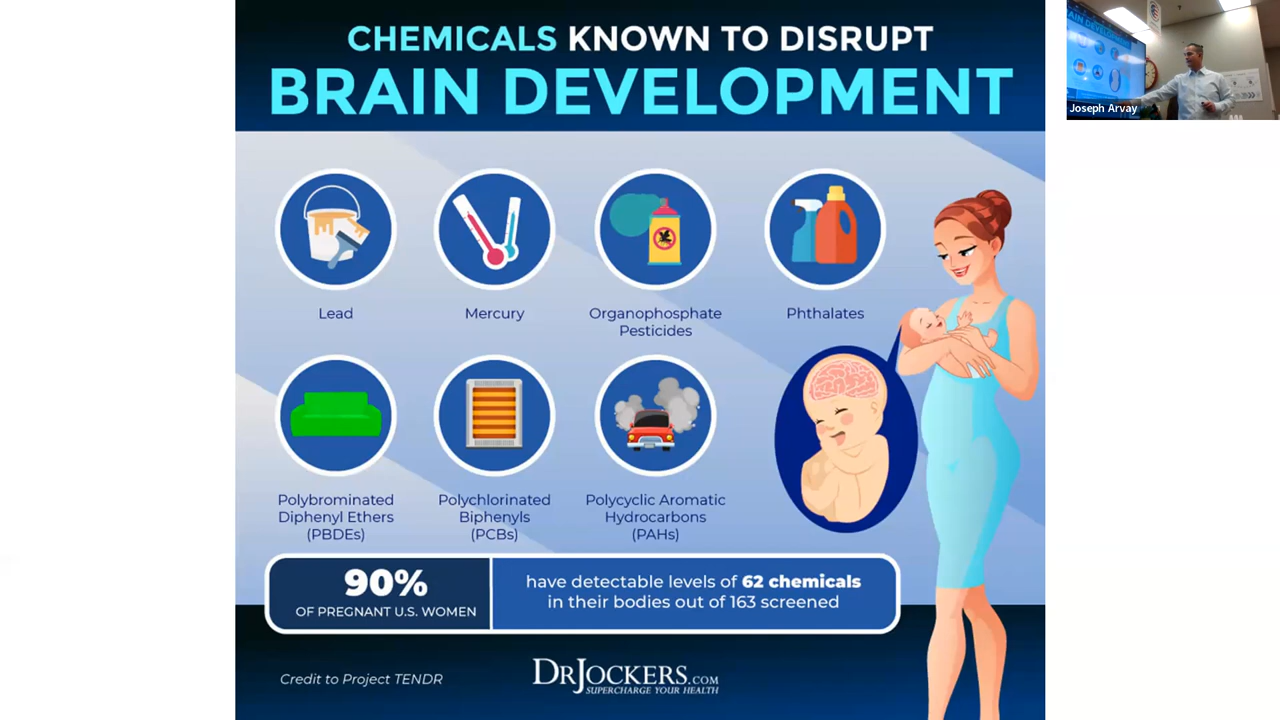 CHEMICALS KNOWN TO DISRUPT
BRAIN DEVELOPMENT
Joseph Arvay
Lead
Mercury
Organophosphate
Pesticides
Phthalates
Polybrominated
Diphenyl Ethers
(PBDEs)
Polychlorinated
Biphenyls
(PCBs)
Polycyclic Aromatic
Hydrocarbons
(PAHs)
90%
OF PREGNANT U.S. WOMEN
have detectable levels of 62 chemicals
in their bodies out of 163 screened
Credit to Project TENDR
DRJOCKERS.COM
SUPERCHARGE YOUR HEALTH